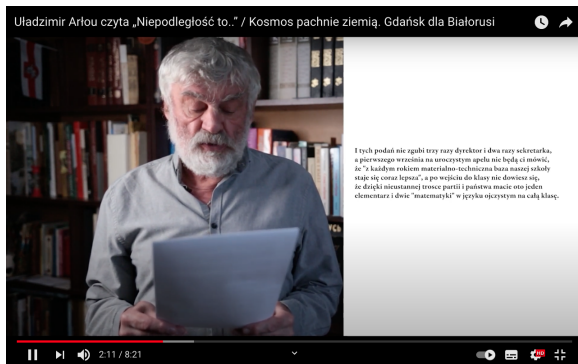 Uładzimir Arłou czyta „Niepodległość to..” / Kosmos pachnie ziemią. Gdańsk dla Białorusi
I tych podań nie zgubi trzy razy dyrektor i dwa razy sekretarka,
a pierwszego września na uroczystym apelu nie będą ci mówić,
że "z każdym rokiem materialno-techniczna baza naszej szkoły
staje się coraz lepsza", a po wejściu do klasy nie dowiesz się,
że dzięki nieustannej trosce partii i państwa macie oto jeden
elementarz i dwie "matematyki" w języku ojczystym na całą klasę.
2:11 / 8:21
HD